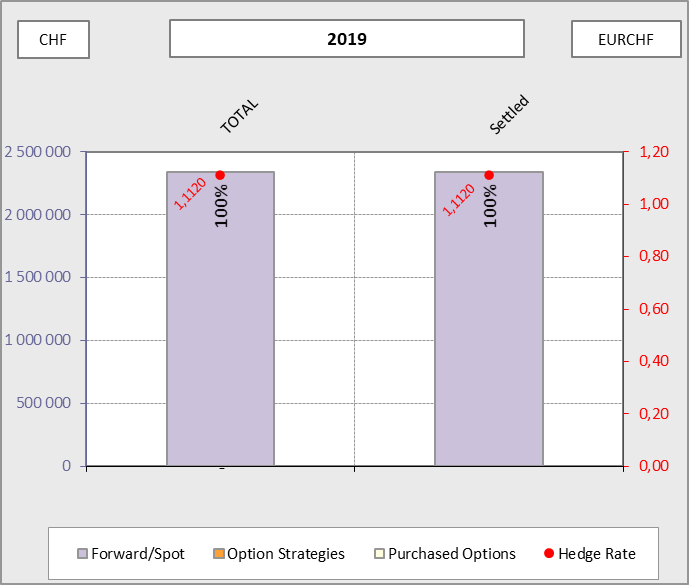 CHF
2019
EURCHF
TOTAL
Settled
2 500 000
2 000 000
1 500 000
1 000 000
500 000
0
1,20
1,00
0,80
0,60
0,40
0,20
0,00
1,1120
100%
1,1120
100%
-
Forward/Spot
Option Strategies
Purchased Options
Hedge Rate